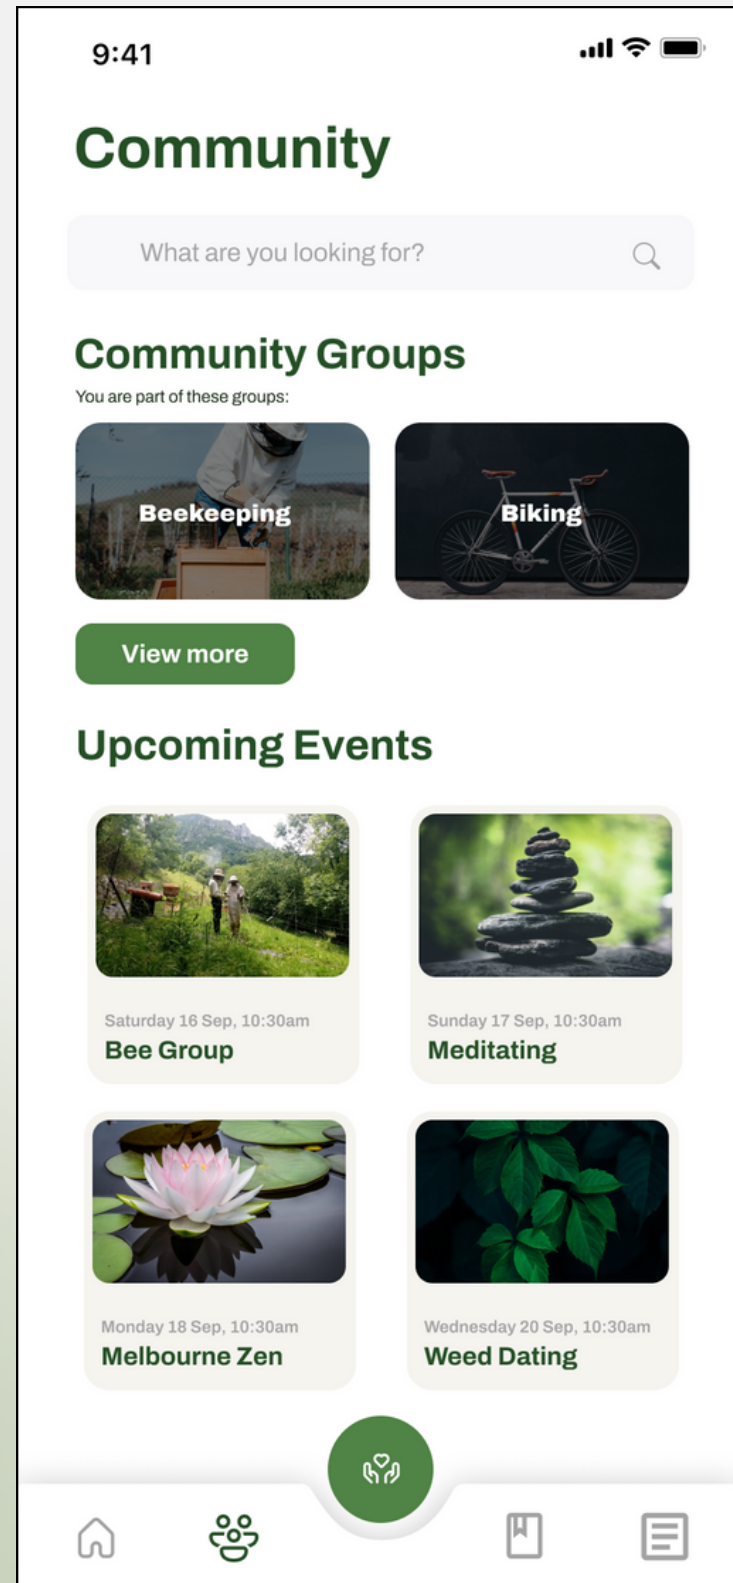 9:41
Community
What are you looking for?
Community Groups
You are part of these groups:
Beekeeping
Biking
View more
Upcoming Events
Saturday 16 Sep, 10:30am
Bee Group
Sunday 17 Sep, 10:30am
Meditating
Monday 18 Sep, 10:30am
Melbourne Zen
Wednesday 20 Sep, 10:30am
Weed Dating